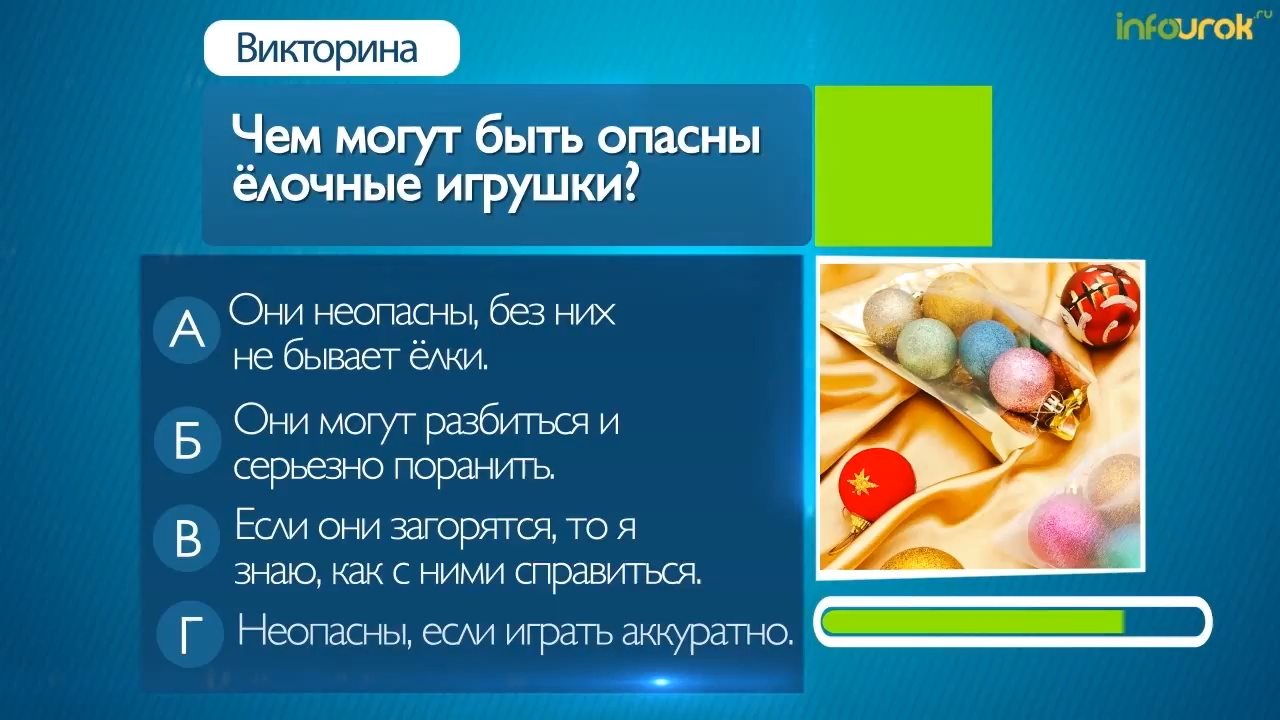 infourok.ru
Викторина
Чем могут быть опасны
ёлочные игрушки?
А
Они неопасны, без них
не бывает ёлки.
Б
Они могут разбиться и
серьезно поранить.
В
Если они загорятся, то я
знаю, как с ними справиться.
Г
Неопасны, если играть аккуратно.